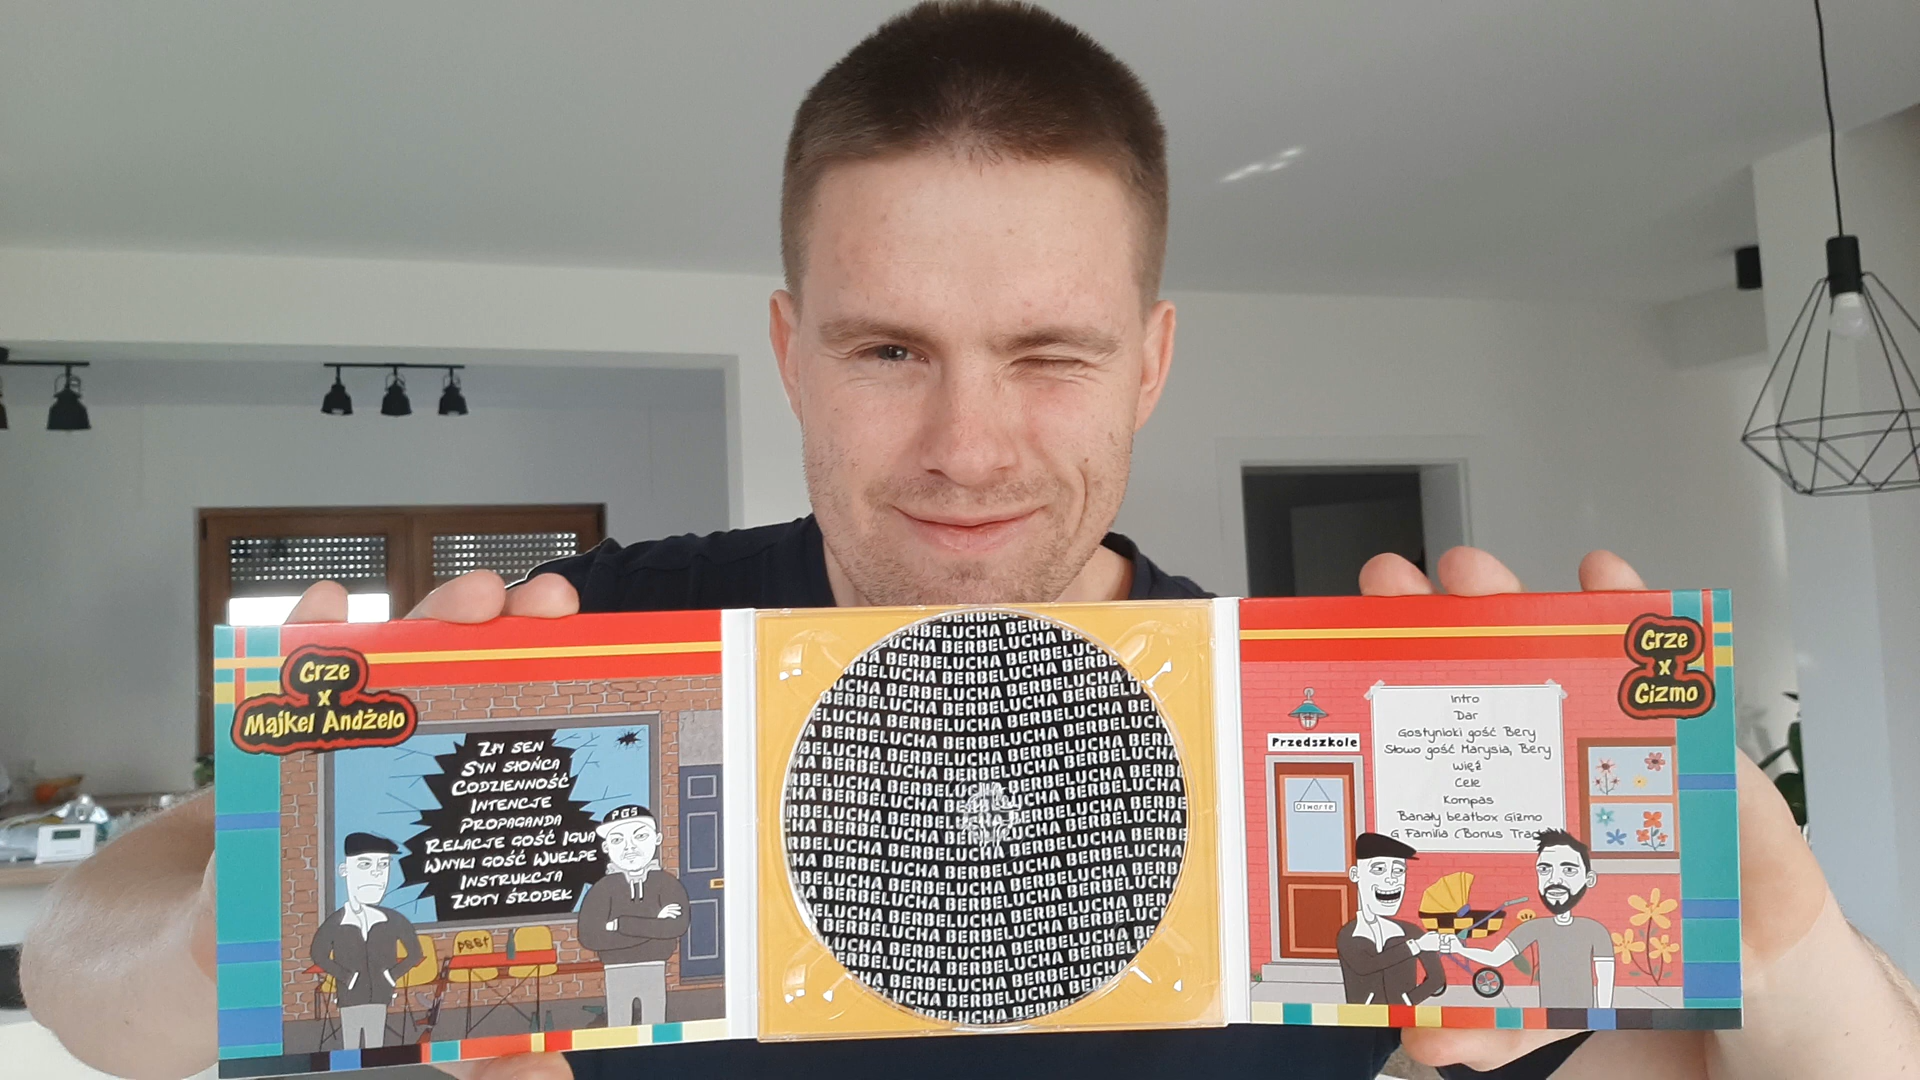 Grze
x
Majkel Andżelo
Zły sen
Syn słońca
Codzienność
Intencje
Propaganda
Relacje gość Igua
Wnyki gość Wuelpe
Instrukcja
Złoty środek
PGS
BERBELUCHA BERBELUCHA
Grze
x
Gizmo
Przedszkole
Otwarte
Intro
Dar
Gostynioki gość Bery
Słowo gość Marysia, Bery
Więź
Cele
Kompas
Banały beatbox Gizmo
G Familia (Bonus Trac